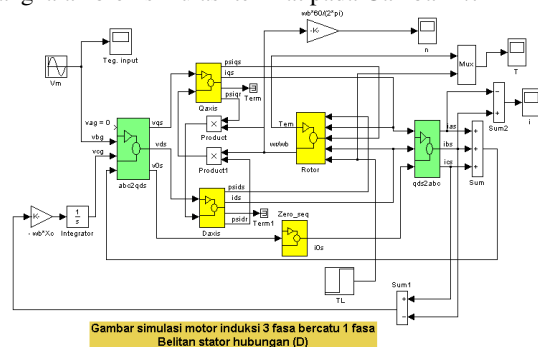 wb*60/(2*pi)
-K-
n
Teg. input
Vm
psiqs
iqs
psiqr
Qaxis
Term
Mux
T
vag = 0
vbg
vcg
abc2qds
vqs
vds
v0s
Product
Product1
Tem
wr/wb
Rotor
ias
ibs
ics
qds2abc
Sum2
i
Sum
psids
ids
psidr
Daxis
Term1
Zero_seq
i0s
-K-
- wb*Xc
1
s
Integrator
TL
Sum1
Gambar simulasi motor induksi 3 fasa bercatu 1 fasa
Belitan stator hubungan (D)